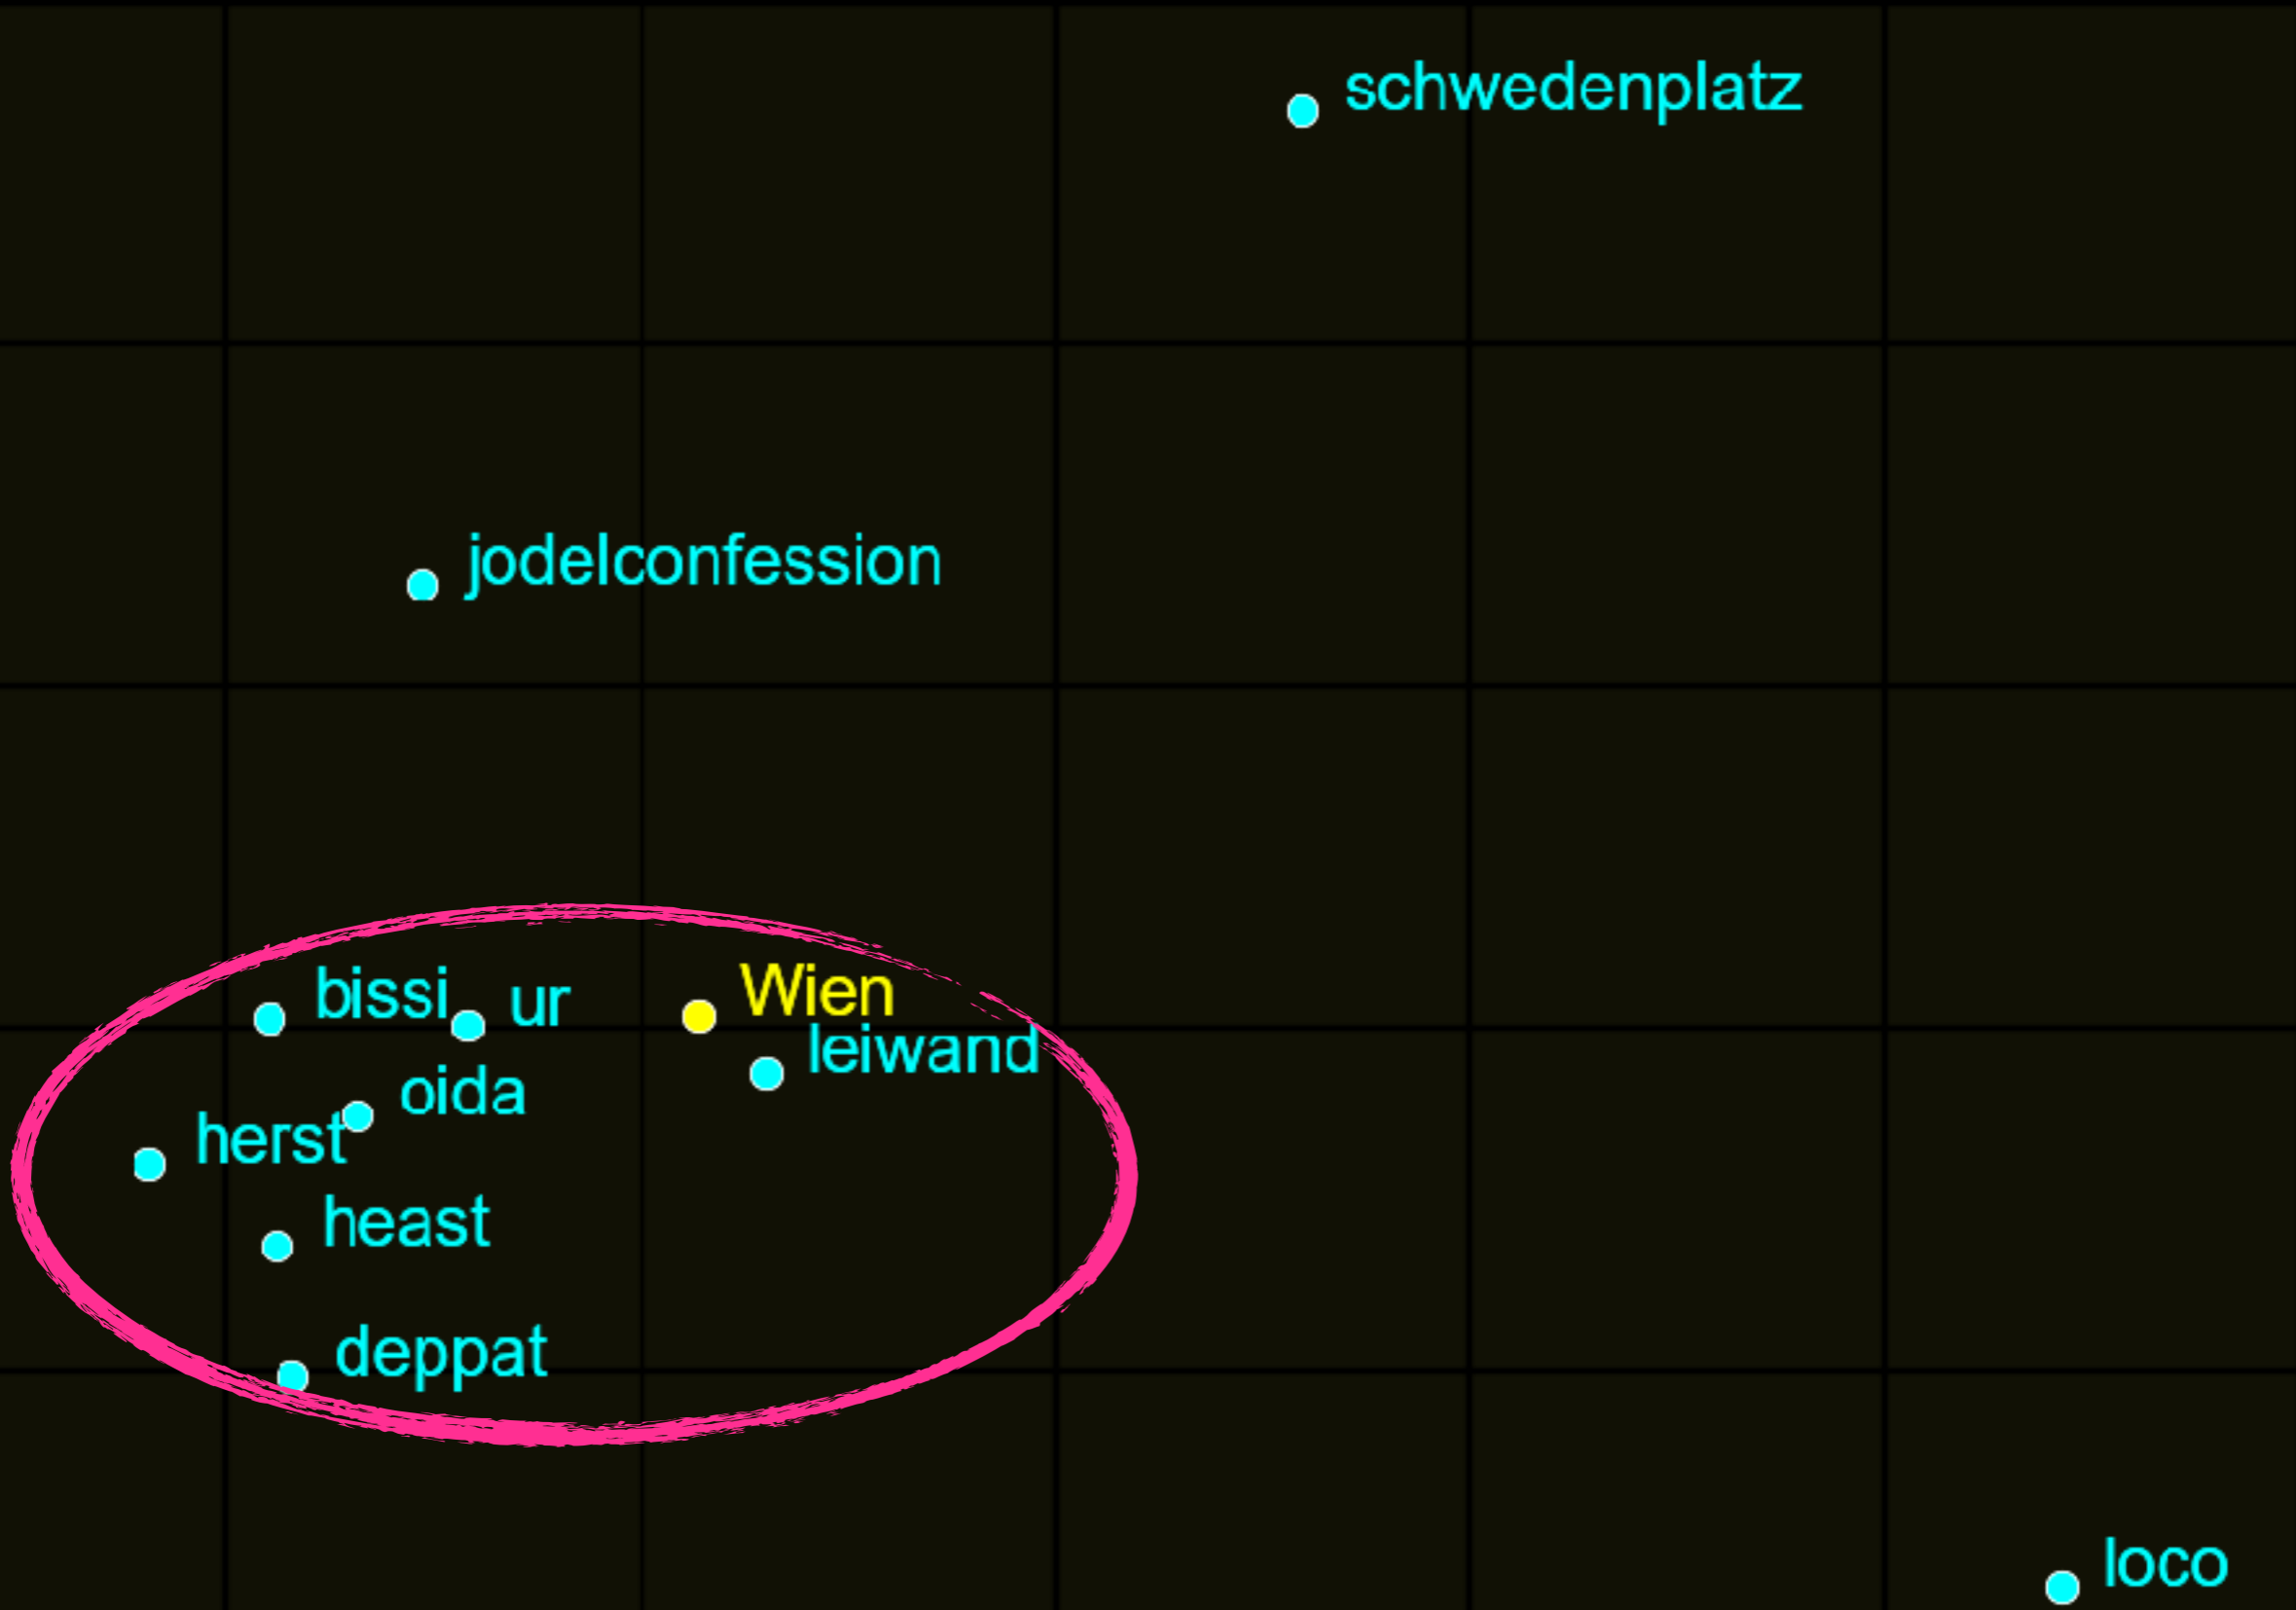 schwedenplatz
jodelconfession
bissi
ur
Wien
leiwand
oida
herst
heast
deppat
loco